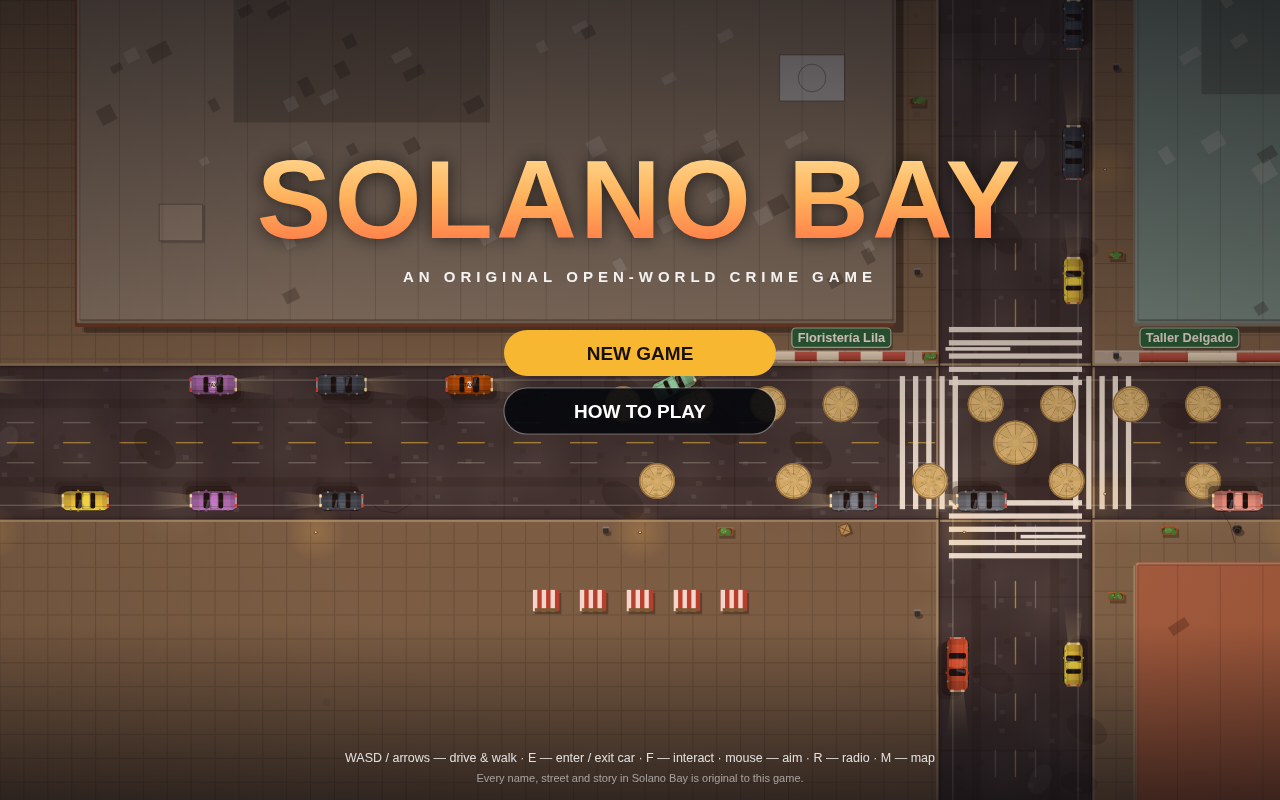 SOLANO BAY
AN ORIGINAL OPEN-WORLD CRIME GAME
Floristería Lila
Taller Delgado
NEW GAME
HOW TO PLAY
WASD / arrows — drive & walk · E — enter / exit car · F — interact · mouse — aim · R — radio · M — map
Every name, street and story in Solano Bay is original to this game.